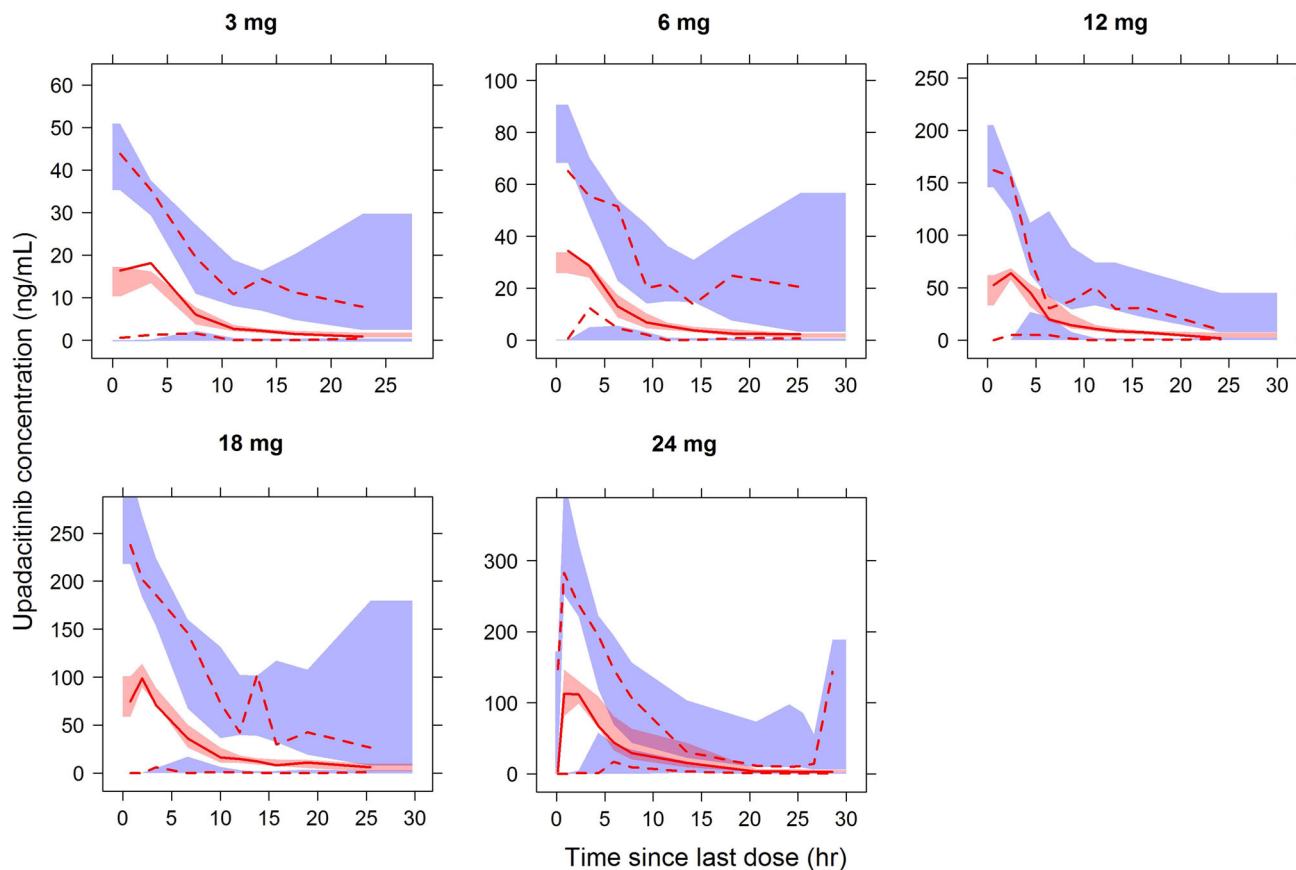 3 mg
6 mg
12 mg
60
50
40
30
20
10
0
0 5 10 15 20 25
100
80
60
40
20
0
0 5 10 15 20 25 30
250
200
150
100
50
0
0 5 10 15 20 25 30
Upadacitinib concentration (ng/mL)
18 mg
24 mg
250
200
150
100
50
0
0 5 10 15 20 25 30
300
200
100
0
0 5 10 15 20 25 30
Time since last dose (hr)